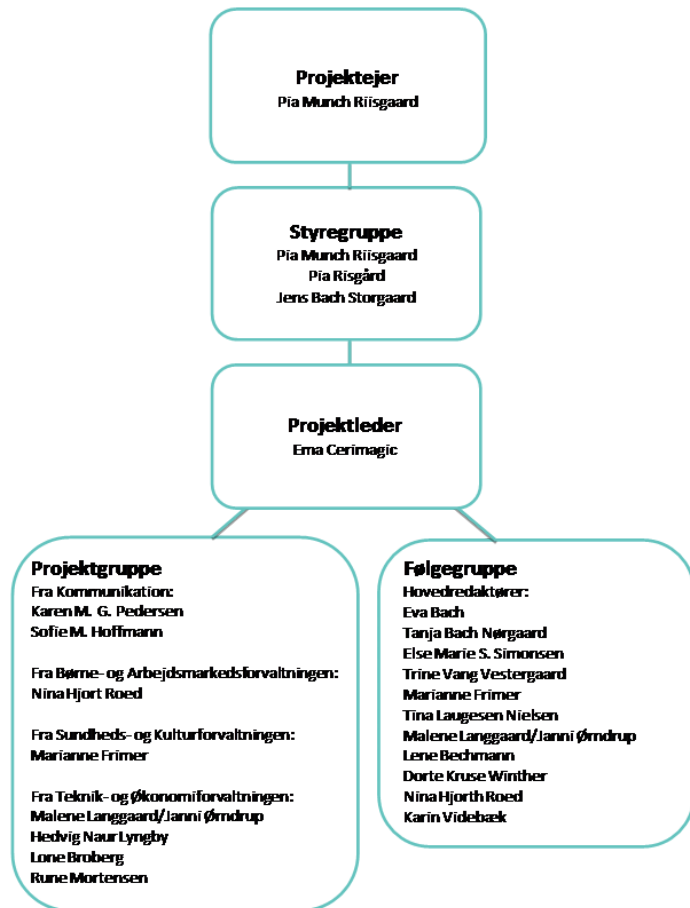 Projektejer
Pia Munch Riisgaard
Styregruppe
Pia Munch Riisgaard
Pia Risgård
Jens Bach Storgaard
Projektleder
Ema Cerimagic
Projektgruppe
Fra Kommunikation:
Karen M. G. Pedersen
Sofie M. Hoffmann
Fra Børne- og Arbejdsmarkedsforvaltningen:
Nina Hjort Roed
Fra Sundheds- og Kulturforvaltningen:
Marianne Frimer
Fra Teknik- og Økonomiforvaltningen:
Malene Langgaard/Janni Ørndrup
Hedvig Naur Lyngby
Lone Broberg
Rune Mortensen
Følgegruppe
Hovedredaktører:
Eva Bach
Tanja Bach Nørgaard
Else Marie S. Simonsen
Trine Vang Vestergaard
Marianne Frimer
Tina Laugesen Nielsen
Malene Langgaard/Janni Ørndrup
Lene Bechmann
Dorte Kruse Winther
Nina Hjorth Roed
Karin Videbæk